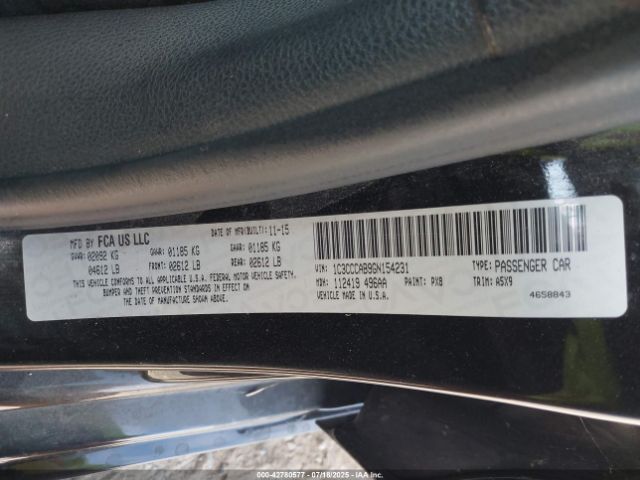 MFD BY FCA US LLC DATE OF MFR(BUILT): 11-15
GVWR: 02092 KG GAWR: 01185 KG GAWR: 01185 KG
04612 LB FRONT: 02612 LB REAR: 02612 LB
THIS VEHICLE CONFORMS TO ALL APPLICABLE U.S.A. FEDERAL MOTOR VEHICLE SAFETY,
BUMPER AND THEFT PREVENTION STANDARDS IN EFFECT ON
THE DATE OF MANUFACTURE SHOWN ABOVE.
VIN: 1C3CCCAB9GN154231 TYPE: PASSENGER CAR
MDH: 112419 496AA PAINT: PX8 TRIM: A5X9
MADE IN U.S.A. 4658843
000-42780577 07/18/2025 IAAI.COM